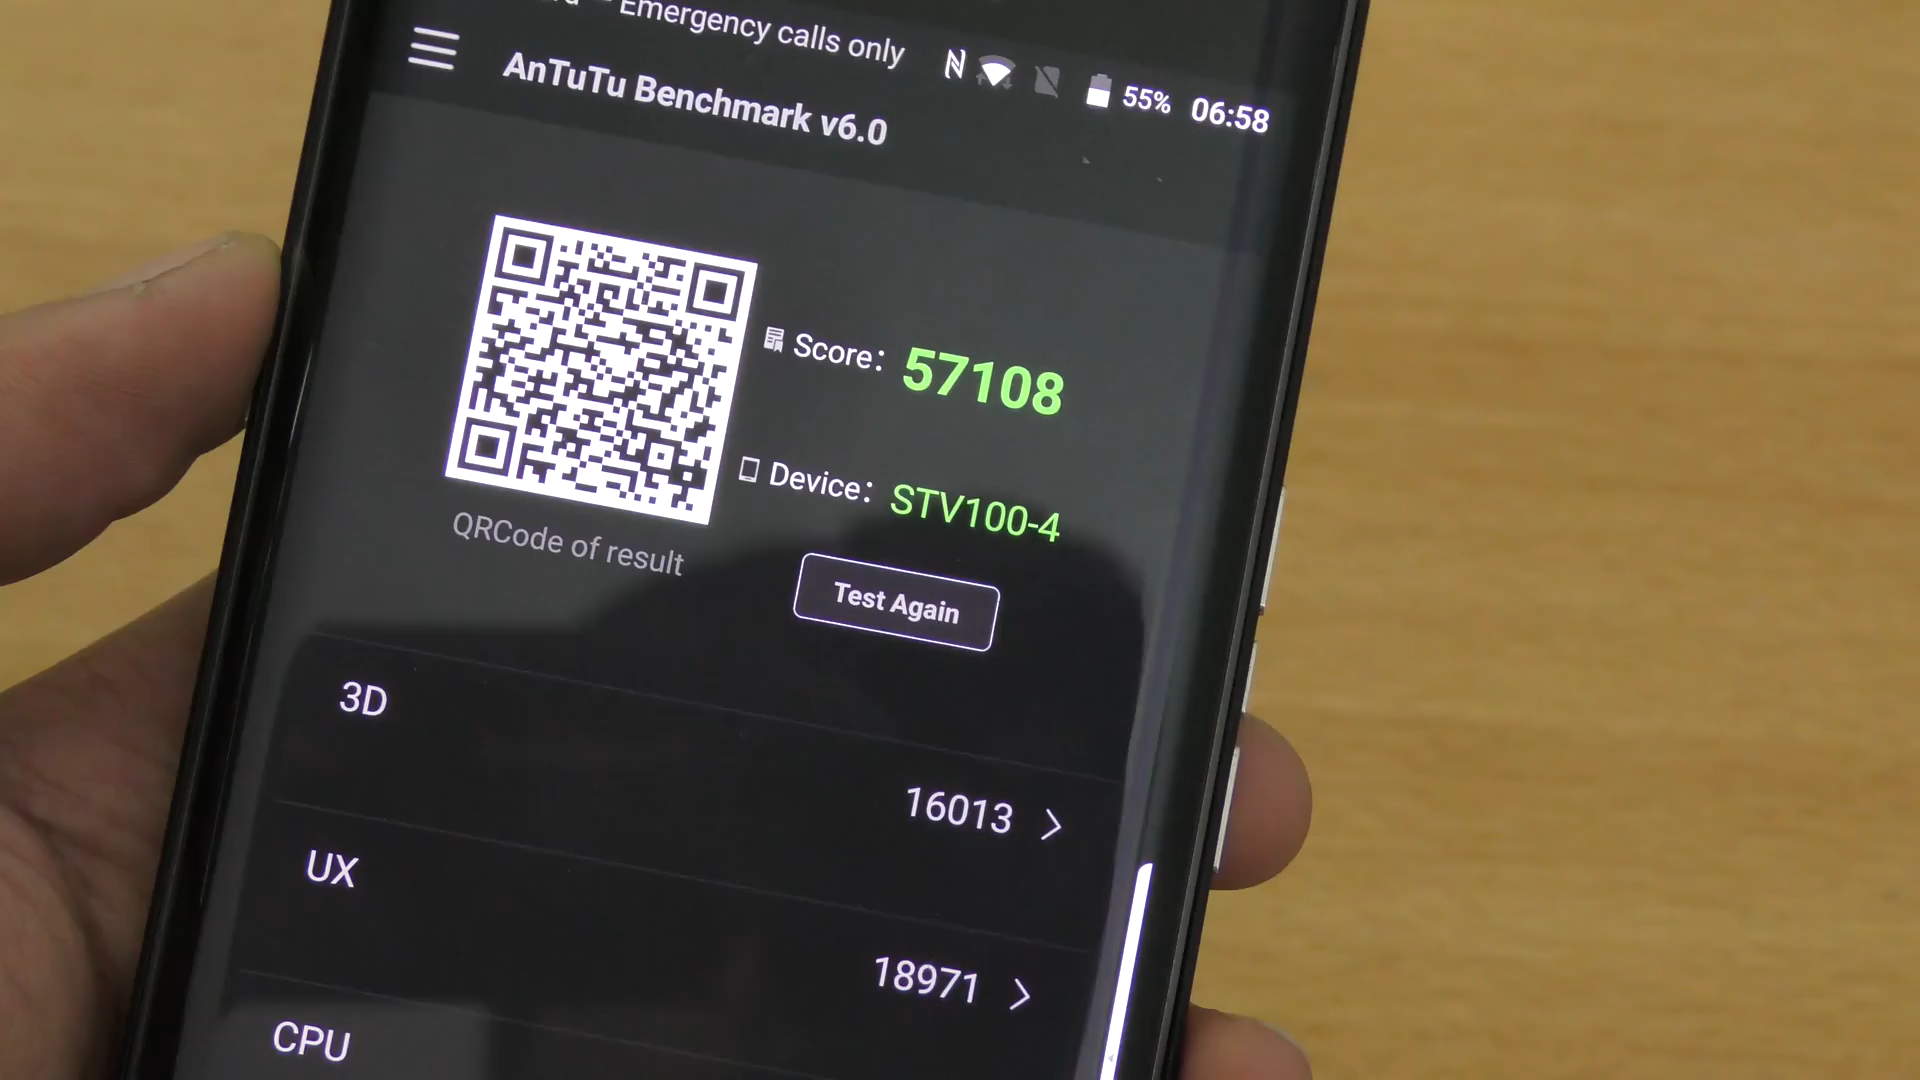 Emergency calls only
55% 06:58
AnTuTu Benchmark v6.0
Score: 57108
Device: STV100-4
QRCode of result
Test Again
3D
16013
UX
18971
CPU